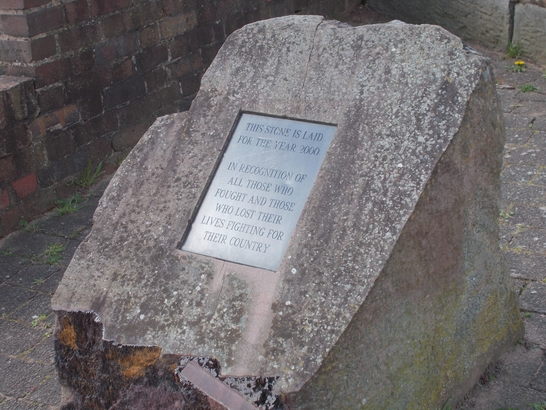 THIS STONE IS LAID
FOR THE YEAR 2000
IN RECOGNITION OF
ALL THOSE WHO
FOUGHT AND THOSE
WHO LOST THEIR
LIVES FIGHTING FOR
THEIR COUNTRY